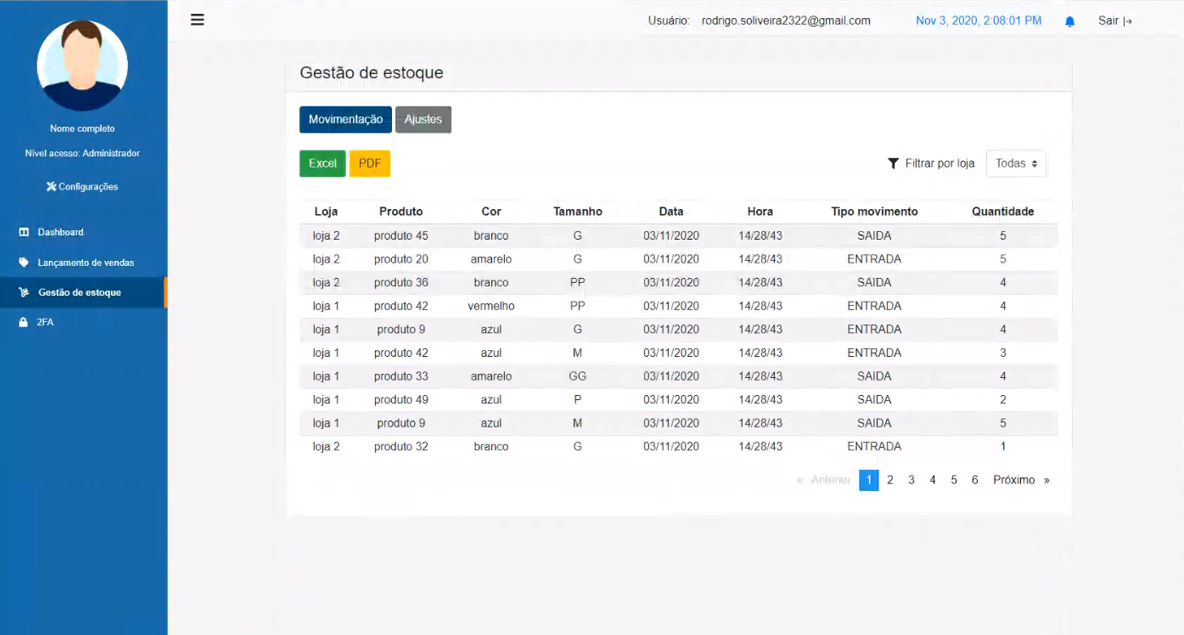 Usuário: rodrigo.soliveira2322@gmail.com Nov 3, 2020, 2:08:01 PM Sair
Nome completo
Nível acesso: Administrador
Configurações
Dashboard
Lançamento de vendas
Gestão de estoque
2FA
Gestão de estoque
Movimentação Ajustes
Excel PDF Filtrar por loja Todas
Loja Produto Cor Tamanho Data Hora Tipo movimento Quantidade
loja 2 produto 45 branco G 03/11/2020 14/28/43 SAIDA 5
loja 2 produto 20 amarelo G 03/11/2020 14/28/43 ENTRADA 5
loja 2 produto 36 branco PP 03/11/2020 14/28/43 SAIDA 4
loja 1 produto 42 vermelho PP 03/11/2020 14/28/43 ENTRADA 4
loja 1 produto 9 azul G 03/11/2020 14/28/43 ENTRADA 4
loja 1 produto 42 azul M 03/11/2020 14/28/43 ENTRADA 3
loja 1 produto 33 amarelo GG 03/11/2020 14/28/43 SAIDA 4
loja 1 produto 49 azul P 03/11/2020 14/28/43 SAIDA 2
loja 1 produto 9 azul M 03/11/2020 14/28/43 SAIDA 5
loja 2 produto 32 branco G 03/11/2020 14/28/43 ENTRADA 1
« Anterior 1 2 3 4 5 6 Próximo »